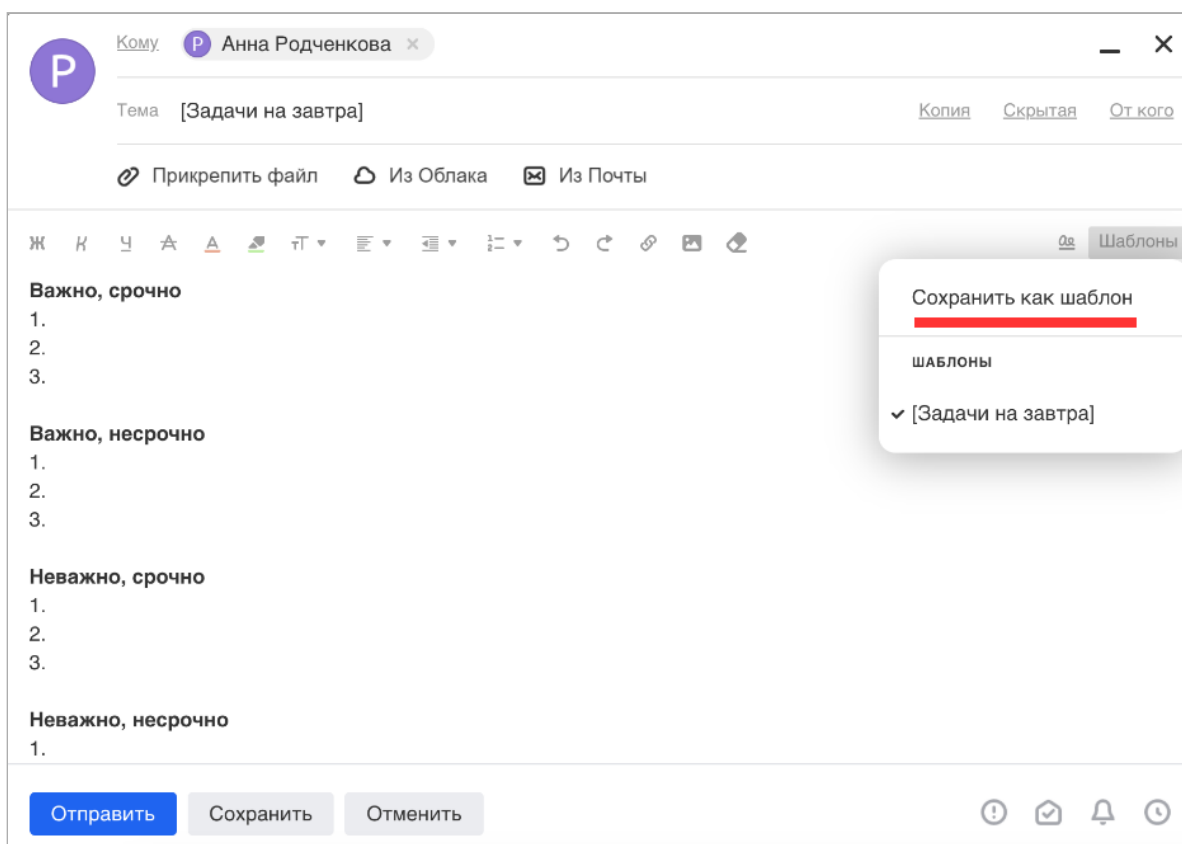 Р
Кому Р Анна Родченкова ×
Тема [Задачи на завтра] Копия Скрытая От кого
Прикрепить файл Из Облака Из Почты
Ж К Ч А А тТ Шаблоны
Важно, срочно
1.
2.
3.
Важно, несрочно
1.
2.
3.
Неважно, срочно
1.
2.
3.
Неважно, несрочно
1.
Сохранить как шаблон
ШАБЛОНЫ
[Задачи на завтра]
Отправить Сохранить Отменить